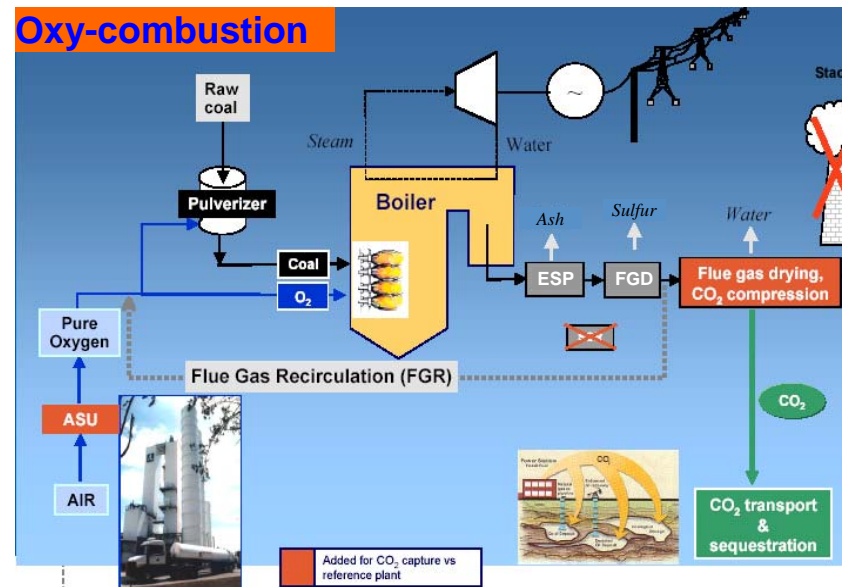 Oxy-combustion
Raw
coal
Steam
Water
~
Pulverizer
Boiler
Coal
O₂
Ash
Sulfur
Water
ESP
FGD
Flue gas drying,
CO₂ compression
Pure
Oxygen
Flue Gas Recirculation (FGR)
ASU
AIR
CO₂
CO₂
CO₂ transport
&
sequestration
Added for CO₂ capture vs
reference plant